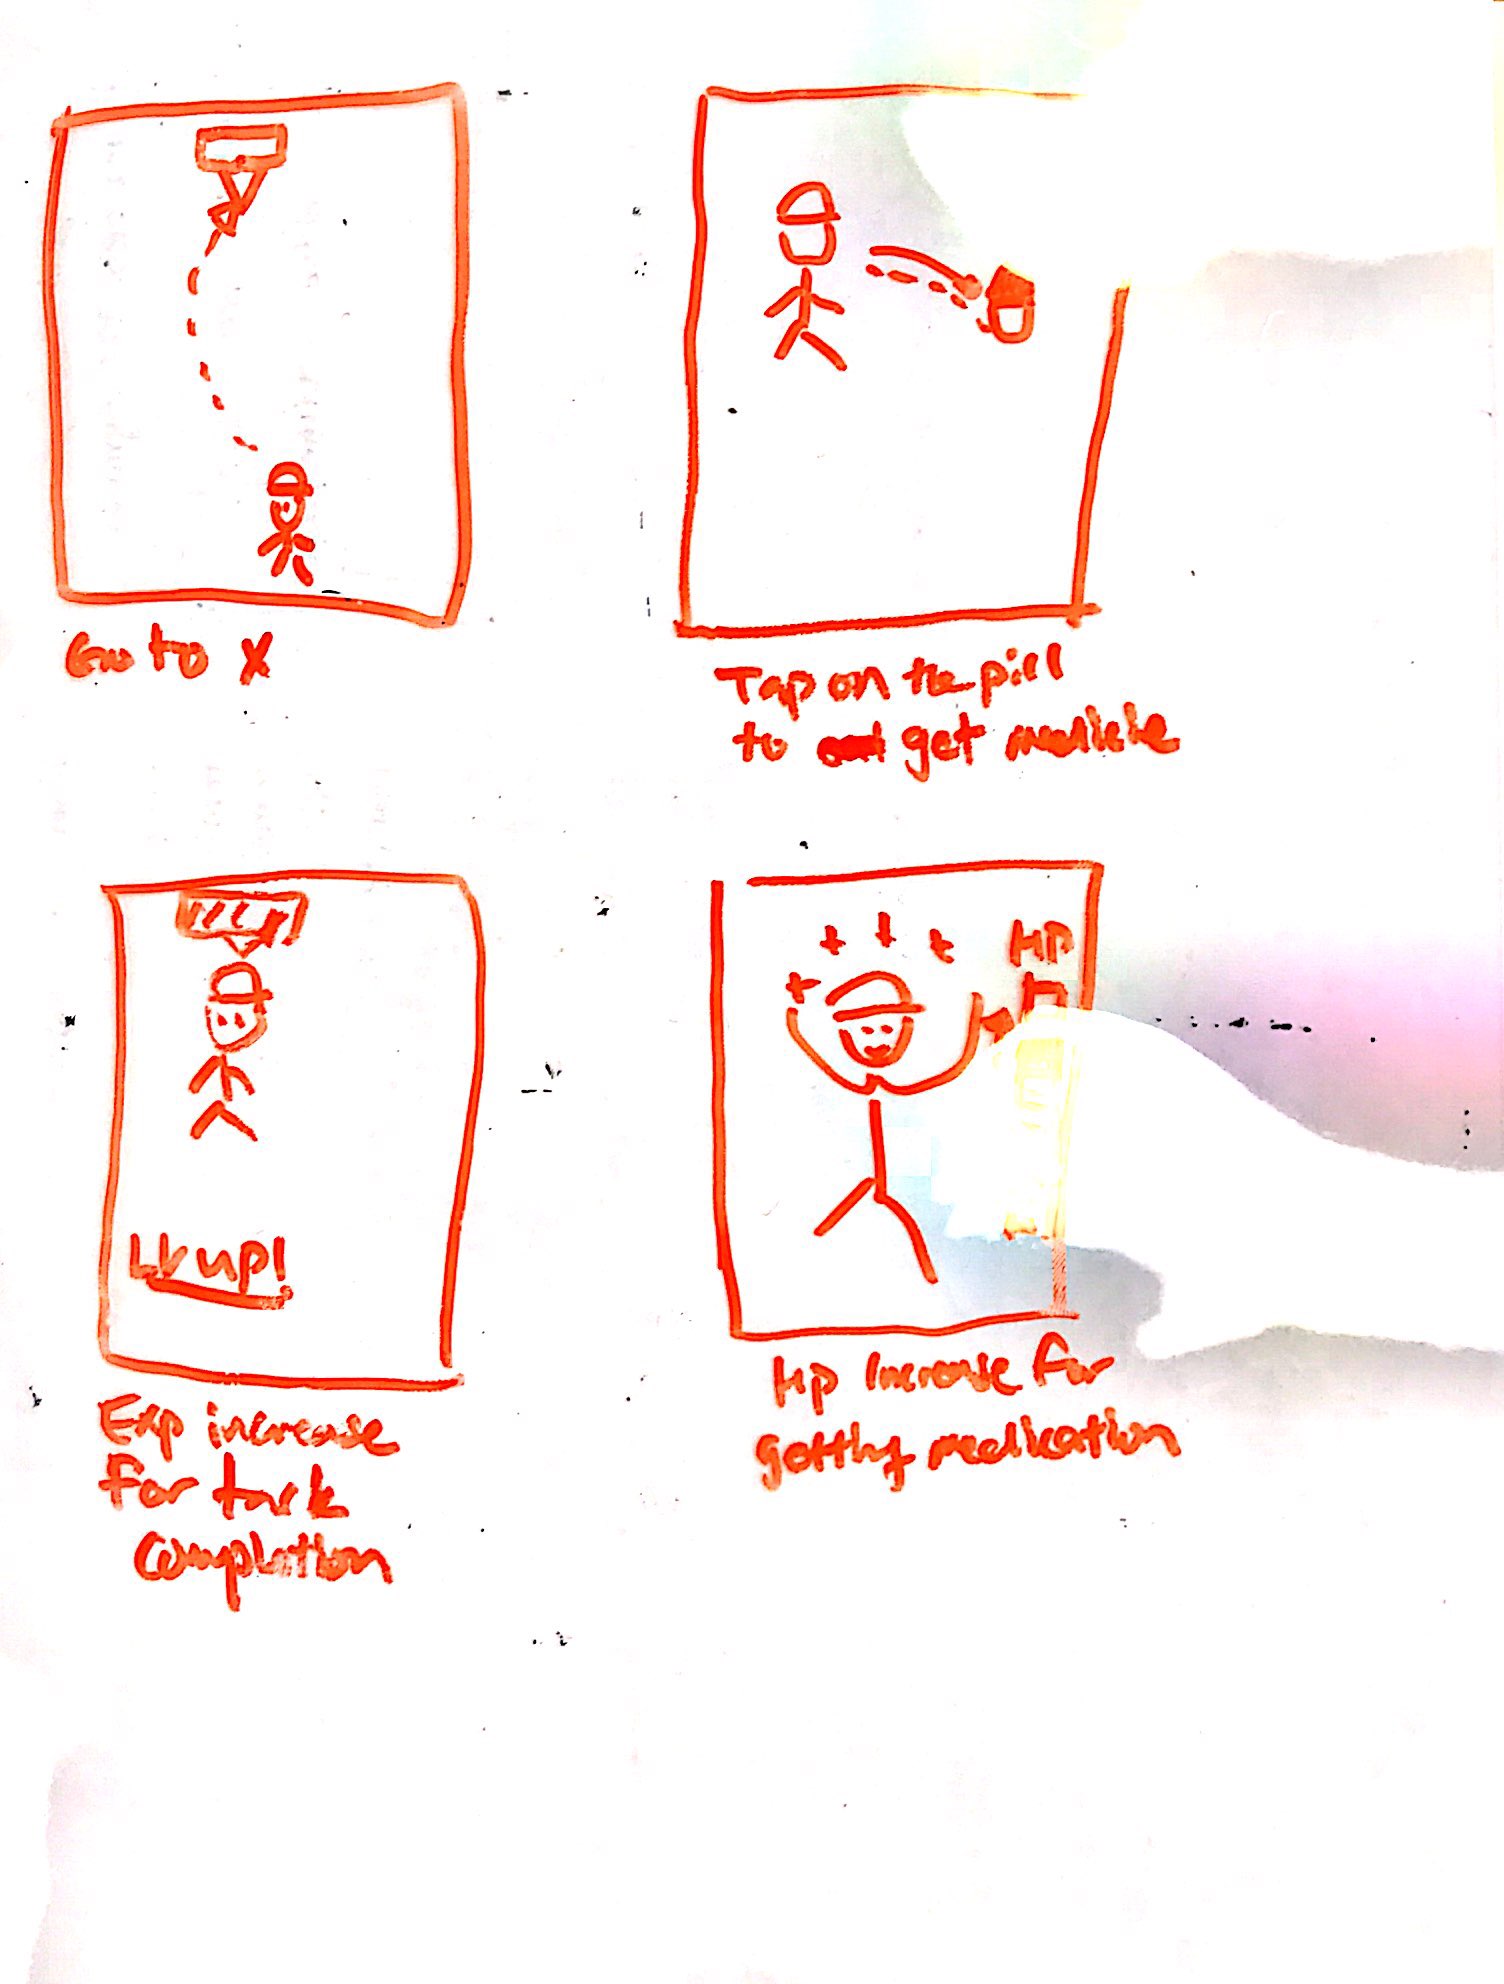 Go to X
Tap on the pill
to get medicine
HP
LV up!
Exp increase
for task
completion
Hp increase for
getting medication